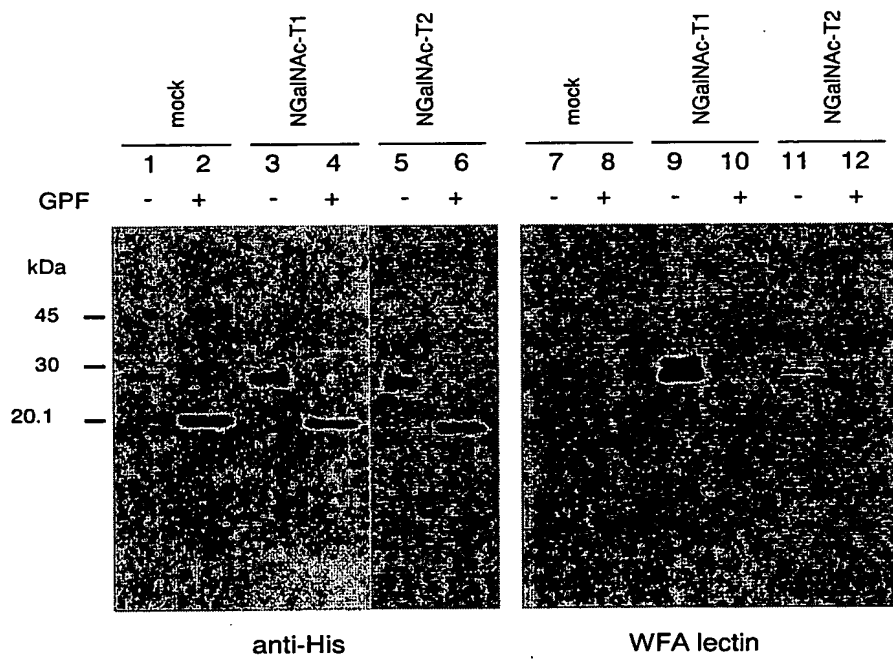 mock NGalNAc-T1 NGalNAc-T2 mock NGalNAc-T1 NGalNAc-T2
1 2 3 4 5 6 7 8 9 10 11 12
GPF - + - + - + - + - + - +
kDa
45
30
20.1
anti-His WFA lectin